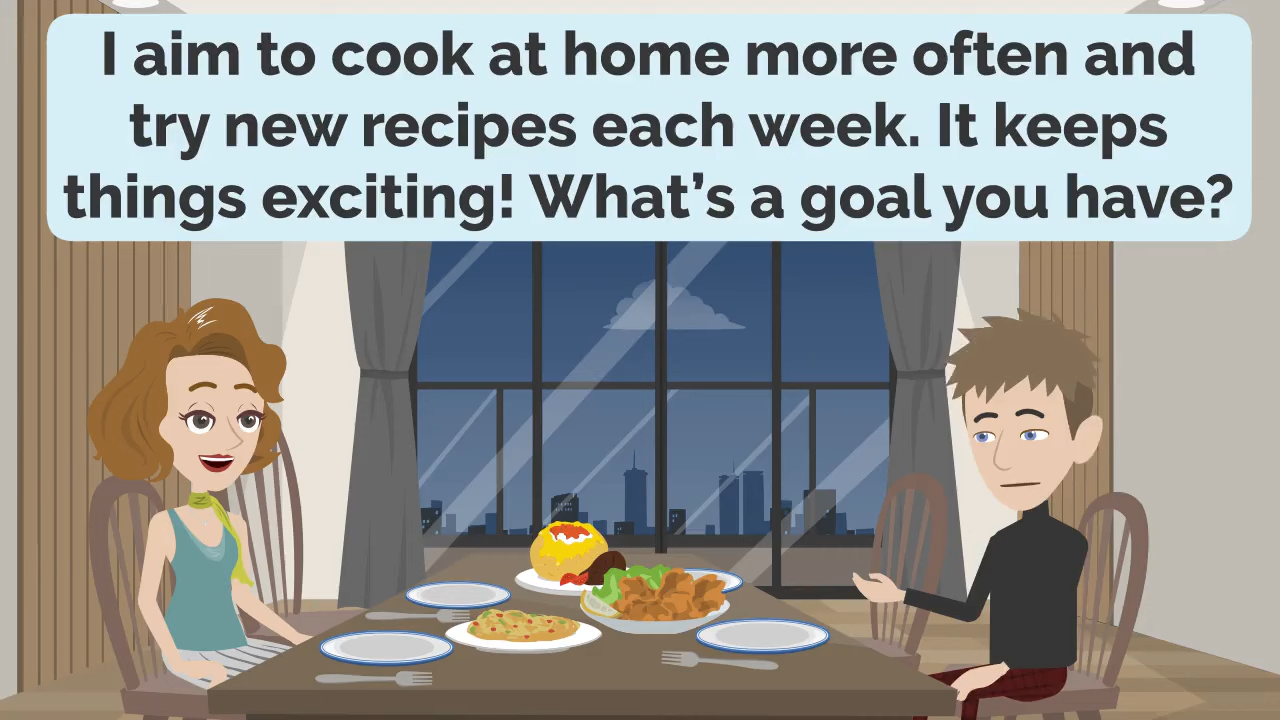 I aim to cook at home more often and
try new recipes each week. It keeps
things exciting! What’s a goal you have?